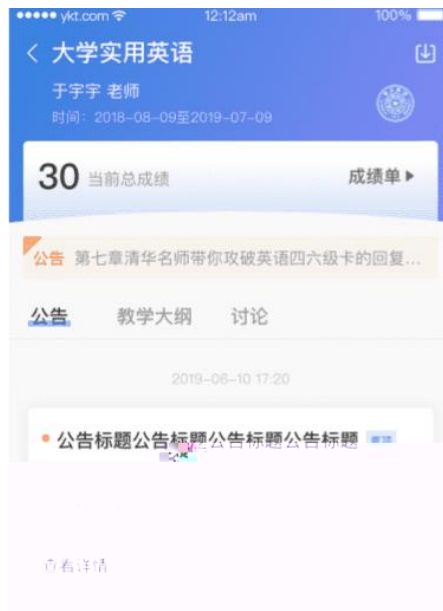 ykt.com 12:12am 100%
大学实用英语
于宇宇 老师
时间：2018-08-09至2019-07-09
30 当前总成绩 成绩单
公告 第七章清华名师带你攻破英语四六级卡的回复...
公告 教学大纲 讨论
2019-06-10 17:20
公告标题公告标题公告标题公告标题
查看详情